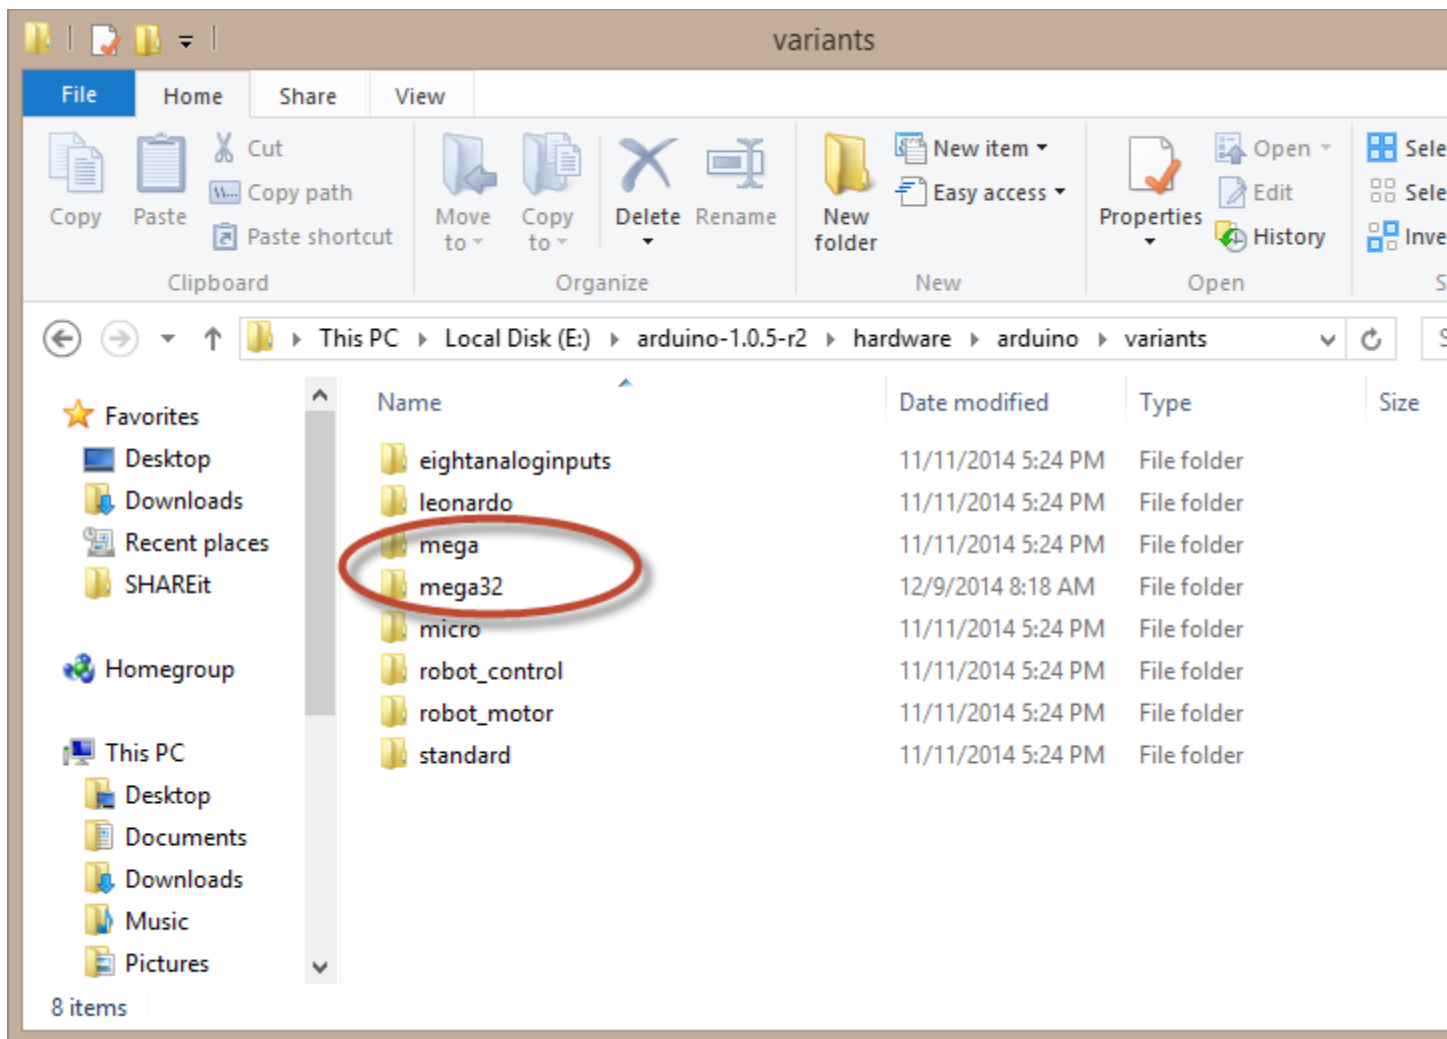 variants
File Home Share View
Copy
Paste
Cut
Copy path
Paste shortcut
Clipboard
Move to
Copy to
Delete
Rename
Organize
New folder
New item
Easy access
New
Properties
Open
Edit
History
Open
Sele
Sele
Inve
S
This PC Local Disk (E:) arduino-1.0.5-r2 hardware arduino variants
S
Favorites
Desktop
Downloads
Recent places
SHAREit
Homegroup
This PC
Desktop
Documents
Downloads
Music
Pictures
Name Date modified Type Size
eightanaloginputs 11/11/2014 5:24 PM File folder
leonardo 11/11/2014 5:24 PM File folder
mega 11/11/2014 5:24 PM File folder
mega32 12/9/2014 8:18 AM File folder
micro 11/11/2014 5:24 PM File folder
robot_control 11/11/2014 5:24 PM File folder
robot_motor 11/11/2014 5:24 PM File folder
standard 11/11/2014 5:24 PM File folder
8 items